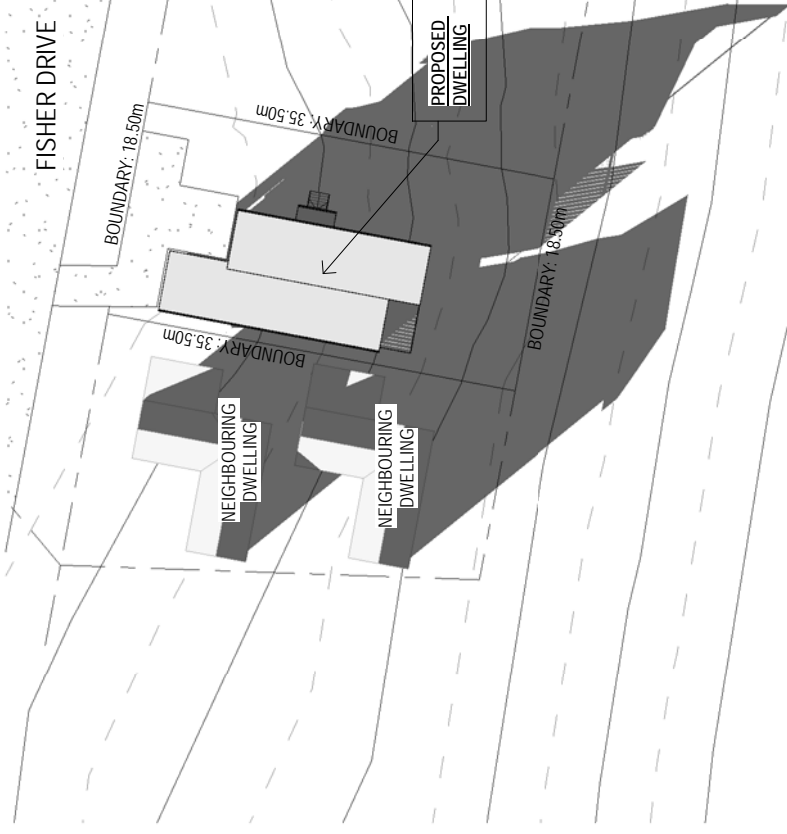 FISHER DRIVE
BOUNDARY: 18.50m
BOUNDARY: 35.50m
PROPOSED
DWELLING
BOUNDARY: 35.50m
BOUNDARY: 18.50m
NEIGHBOURING
DWELLING
NEIGHBOURING
DWELLING